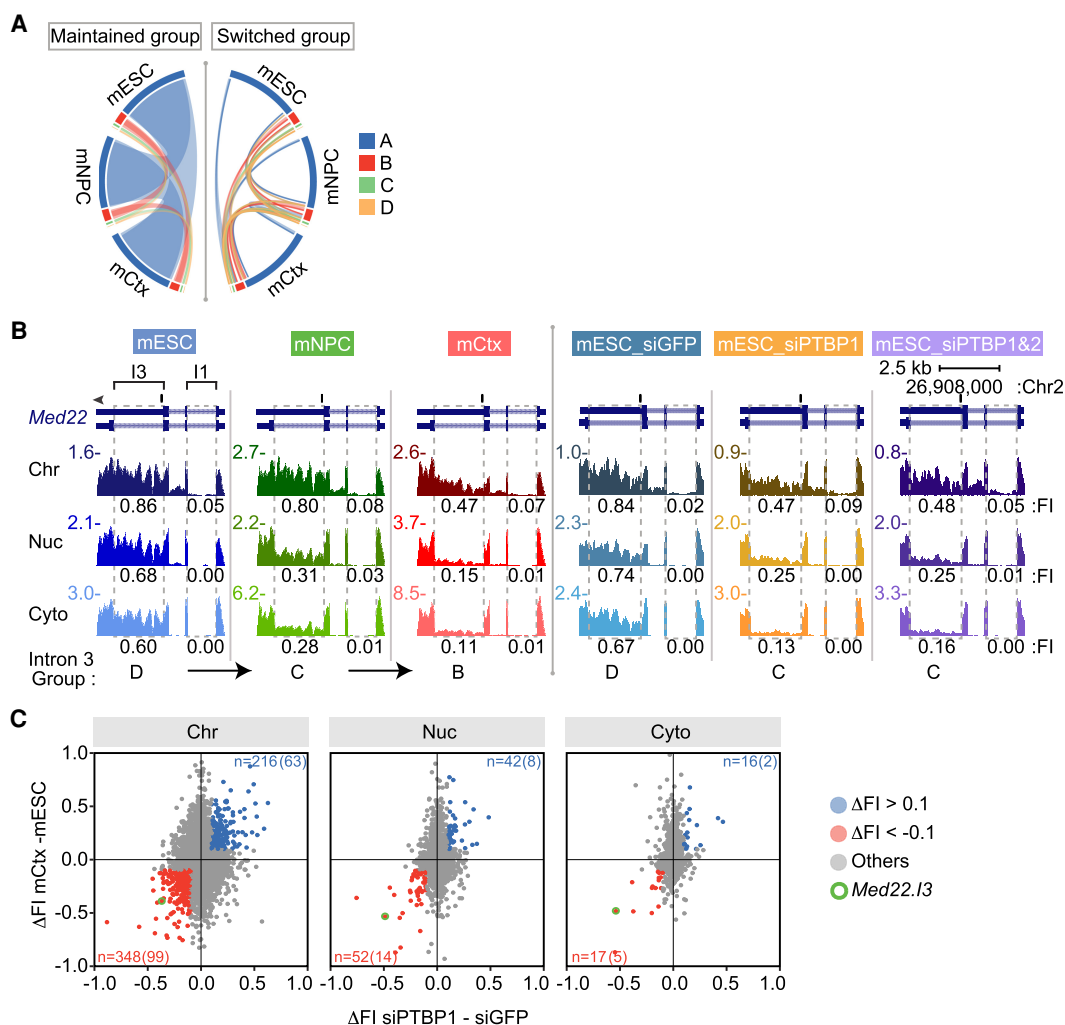 A
Maintained group
Switched group
mESC
mNPC
mCtx
mESC
mNPC
mCtx
A
B
C
D
B
mESC
mNPC
mCtx
mESC_siGFP
mESC_siPTBP1
mESC_siPTBP1&2
I3 I1
2.5 kb
26,908,000 :Chr2
Med22
Chr 1.6- 2.7- 2.6- 1.0- 0.9- 0.8-
0.86 0.05 0.80 0.08 0.47 0.07 0.84 0.02 0.47 0.09 0.48 0.05 :FI
Nuc 2.1- 2.2- 3.7- 2.3- 2.0- 2.0-
0.68 0.00 0.31 0.03 0.15 0.01 0.74 0.00 0.25 0.00 0.25 0.01 :FI
Cyto 3.0- 6.2- 8.5- 2.4- 3.0- 3.3-
0.60 0.00 0.28 0.01 0.11 0.01 0.67 0.00 0.13 0.00 0.16 0.00 :FI
Intron 3
Group : D C B D C C
C
Chr Nuc Cyto
ΔFI mCtx -mESC
1.0
0.5
0.0
-0.5
-1.0
n=216(63)
n=348(99)
n=42(8)
n=52(14)
n=16(2)
n=17(5)
-1.0 -0.5 0.0 0.5 1.0
-1.0 -0.5 0.0 0.5 1.0
-1.0 -0.5 0.0 0.5 1.0
ΔFI siPTBP1 - siGFP
ΔFI > 0.1
ΔFI < -0.1
Others
Med22.I3